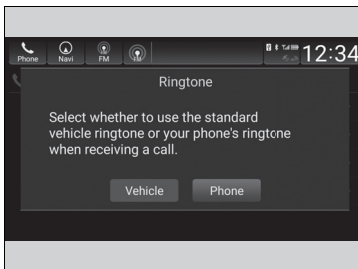 Phone
Navi
FM
12:34
Ringtone
Select whether to use the standard
vehicle ringtone or your phone's ringtone
when receiving a call.
Vehicle
Phone